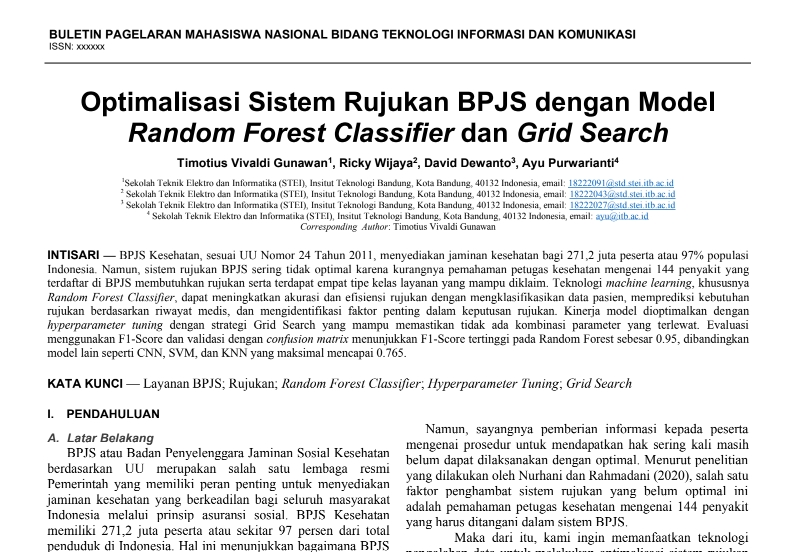 BULETIN PAGELARAN MAHASISWA NASIONAL BIDANG TEKNOLOGI INFORMASI DAN KOMUNIKASI
ISSN: xxxxxx
Optimalisasi Sistem Rujukan BPJS dengan Model
Random Forest Classifier dan Grid Search
Timotius Vivaldi Gunawan1, Ricky Wijaya2, David Dewanto3, Ayu Purwarianti4
1Sekolah Teknik Elektro dan Informatika (STEI), Insitut Teknologi Bandung, Kota Bandung, 40132 Indonesia, email: 18222091@std.stei.itb.ac.id
2 Sekolah Teknik Elektro dan Informatika (STEI), Insitut Teknologi Bandung, Kota Bandung, 40132 Indonesia, email: 18222043@std.stei.itb.ac.id
3 Sekolah Teknik Elektro dan Informatika (STEI), Insitut Teknologi Bandung, Kota Bandung, 40132 Indonesia, email: 18222027@std.stei.itb.ac.id
4 Sekolah Teknik Elektro dan Informatika (STEI), Insitut Teknologi Bandung, Kota Bandung, 40132 Indonesia, email: ayu@itb.ac.id
Corresponding Author: Timotius Vivaldi Gunawan
INTISARI — BPJS Kesehatan, sesuai UU Nomor 24 Tahun 2011, menyediakan jaminan kesehatan bagi 271,2 juta peserta atau 97% populasi
Indonesia. Namun, sistem rujukan BPJS sering tidak optimal karena kurangnya pemahaman petugas kesehatan mengenai 144 penyakit yang
terdaftar di BPJS membutuhkan rujukan serta terdapat empat tipe kelas layanan yang mampu diklaim. Teknologi machine learning, khususnya
Random Forest Classifier, dapat meningkatkan akurasi dan efisiensi rujukan dengan mengklasifikasikan data pasien, memprediksi kebutuhan
rujukan berdasarkan riwayat medis, dan mengidentifikasi faktor penting dalam keputusan rujukan. Kinerja model dioptimalkan dengan
hyperparameter tuning dengan strategi Grid Search yang mampu memastikan tidak ada kombinasi parameter yang terlewat. Evaluasi
menggunakan F1-Score dan validasi dengan confusion matrix menunjukkan F1-Score tertinggi pada Random Forest sebesar 0.95, dibandingkan
model lain seperti CNN, SVM, dan KNN yang maksimal mencapai 0.765.
KATA KUNCI — Layanan BPJS; Rujukan; Random Forest Classifier; Hyperparameter Tuning; Grid Search
I. PENDAHULUAN
A. Latar Belakang
BPJS atau Badan Penyelenggara Jaminan Sosial Kesehatan
berdasarkan UU merupakan salah satu lembaga resmi
Pemerintah yang memiliki peran penting untuk menyediakan
jaminan kesehatan yang berkeadilan bagi seluruh masyarakat
Indonesia melalui prinsip asuransi sosial. BPJS Kesehatan
memiliki 271,2 juta peserta atau sekitar 97 persen dari total
penduduk di Indonesia. Hal ini menunjukkan bagaimana BPJS
Namun, sayangnya pemberian informasi kepada peserta
mengenai prosedur untuk mendapatkan hak sering kali masih
belum dapat dilaksanakan dengan optimal. Menurut penelitian
yang dilakukan oleh Nurhani dan Rahmadani (2020), salah satu
faktor penghambat sistem rujukan yang belum optimal ini
adalah pemahaman petugas kesehatan mengenai 144 penyakit
yang harus ditangani dalam sistem BPJS.
Maka dari itu, kami ingin memanfaatkan teknologi